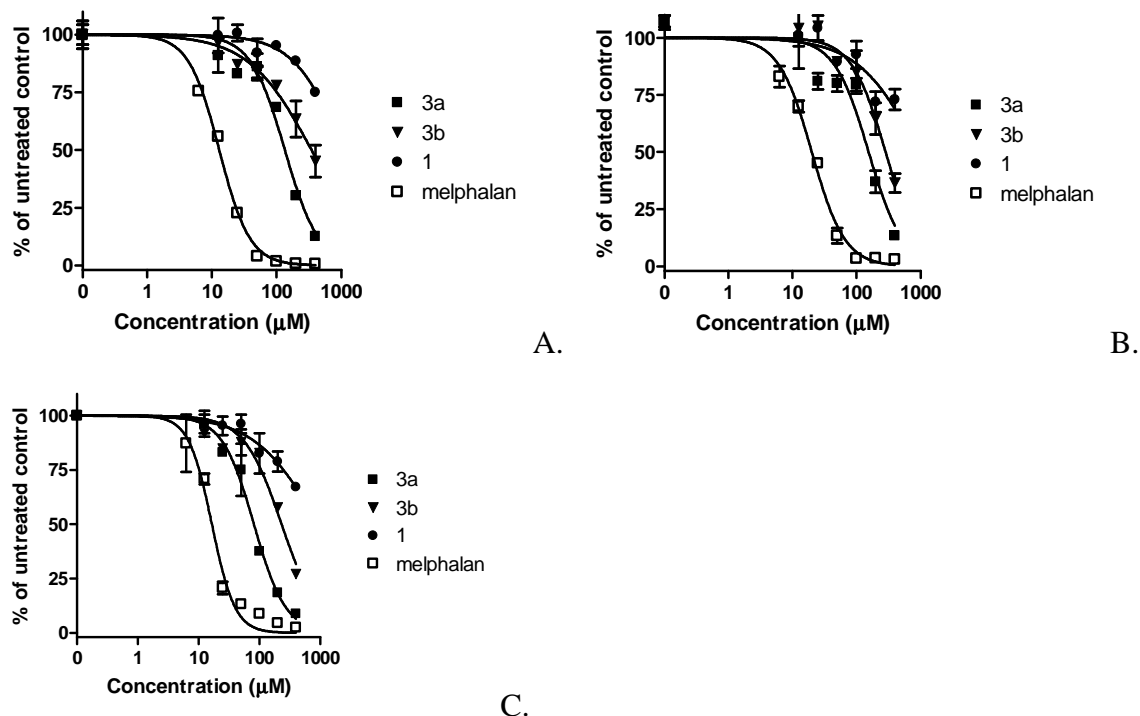 % of untreated control
100
75
50
25
0
0
1
10
100
1000
Concentration (µM)
3a
3b
1
melphalan
A.
% of untreated control
100
75
50
25
0
0
1
10
100
1000
Concentration (µM)
3a
3b
1
melphalan
B.
% of untreated control
100
75
50
25
0
0
1
10
100
1000
Concentration (µM)
3a
3b
1
melphalan
C.